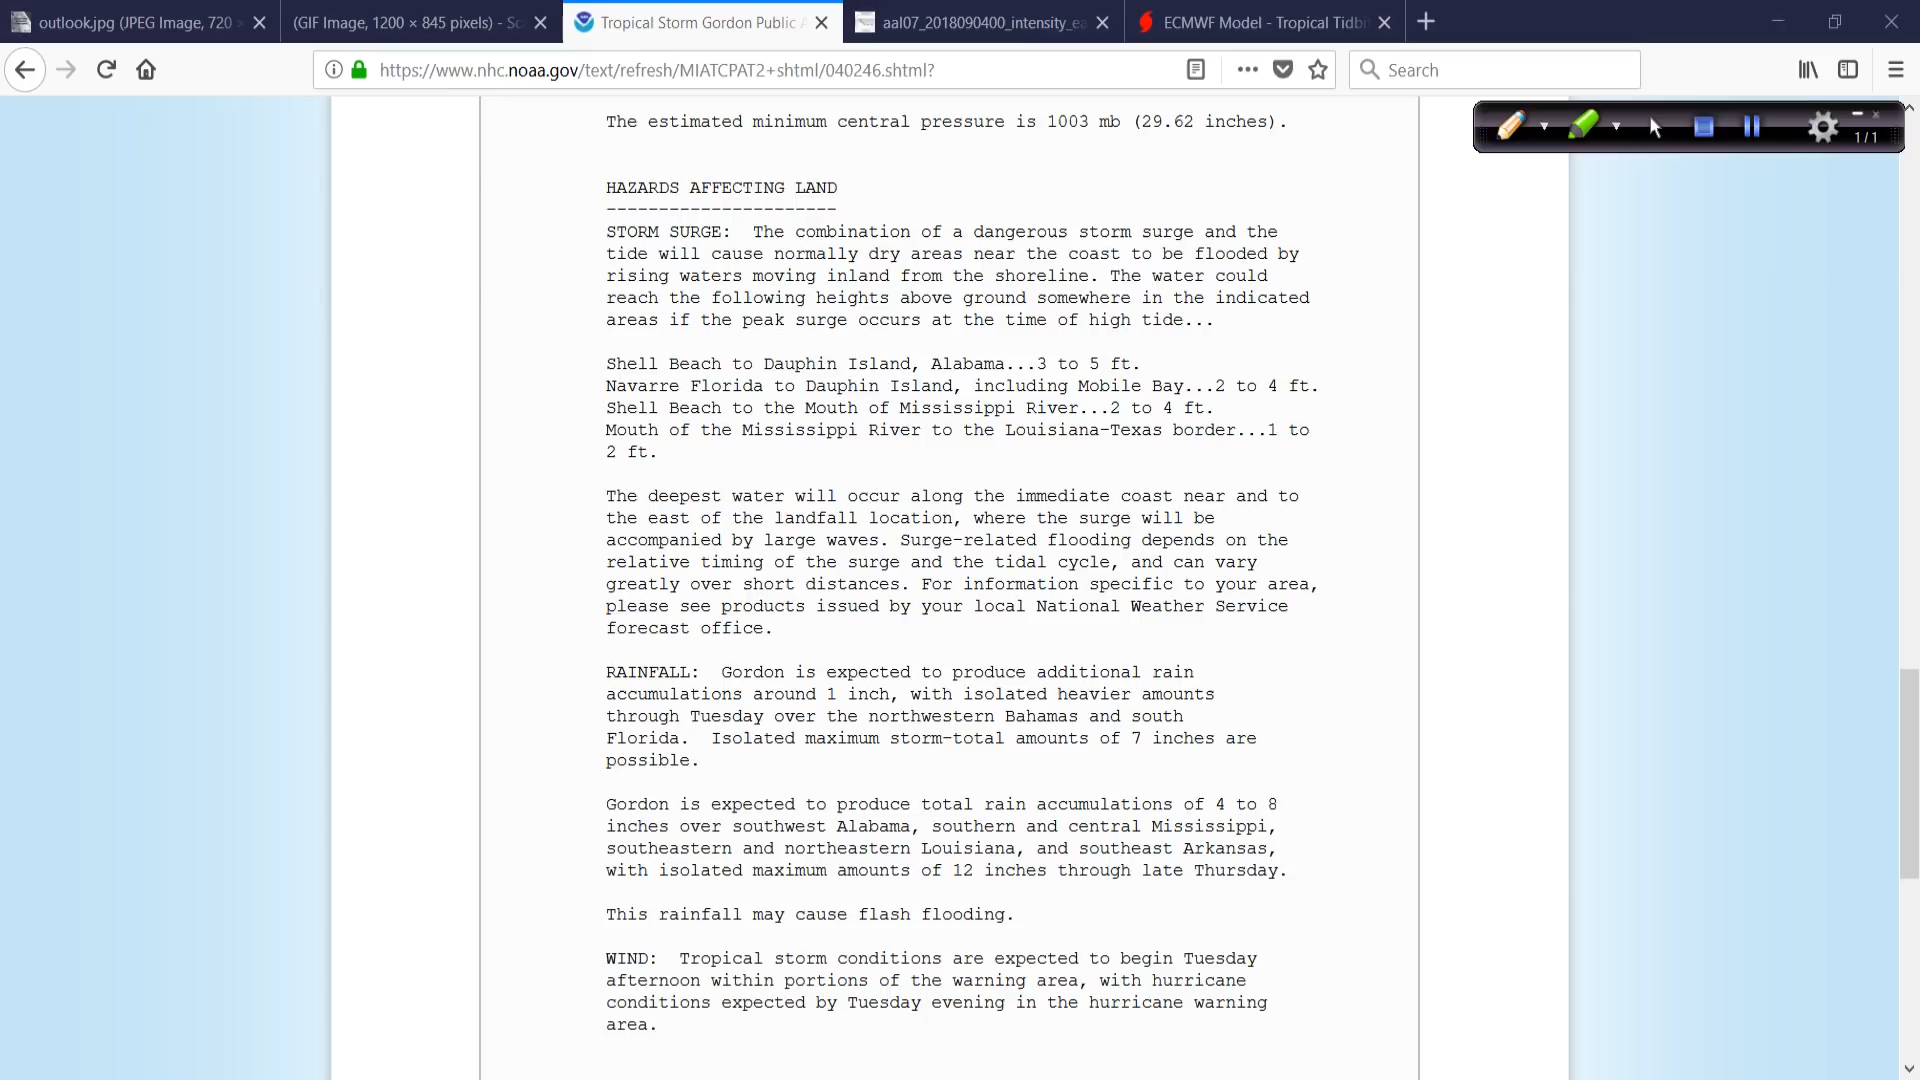 outlook.jpg (JPEG Image, 720 ×
(GIF Image, 1200 × 845 pixels) - Sc
Tropical Storm Gordon Public A
aal07_2018090400_intensity_ea
ECMWF Model - Tropical Tidbi
https://www.nhc.noaa.gov/text/refresh/MIATCPAT2+shtml/040246.shtml?
Search
1/1
The estimated minimum central pressure is 1003 mb (29.62 inches).
HAZARDS AFFECTING LAND
----------------------
STORM SURGE:  The combination of a dangerous storm surge and the
tide will cause normally dry areas near the coast to be flooded by
rising waters moving inland from the shoreline. The water could
reach the following heights above ground somewhere in the indicated
areas if the peak surge occurs at the time of high tide...
Shell Beach to Dauphin Island, Alabama...3 to 5 ft.
Navarre Florida to Dauphin Island, including Mobile Bay...2 to 4 ft.
Shell Beach to the Mouth of Mississippi River...2 to 4 ft.
Mouth of the Mississippi River to the Louisiana-Texas border...1 to
2 ft.
The deepest water will occur along the immediate coast near and to
the east of the landfall location, where the surge will be
accompanied by large waves. Surge-related flooding depends on the
relative timing of the surge and the tidal cycle, and can vary
greatly over short distances. For information specific to your area,
please see products issued by your local National Weather Service
forecast office.
RAINFALL:  Gordon is expected to produce additional rain
accumulations around 1 inch, with isolated heavier amounts
through Tuesday over the northwestern Bahamas and south
Florida.  Isolated maximum storm-total amounts of 7 inches are
possible.
Gordon is expected to produce total rain accumulations of 4 to 8
inches over southwest Alabama, southern and central Mississippi,
southeastern and northeastern Louisiana, and southeast Arkansas,
with isolated maximum amounts of 12 inches through late Thursday.
This rainfall may cause flash flooding.
WIND:  Tropical storm conditions are expected to begin Tuesday
afternoon within portions of the warning area, with hurricane
conditions expected by Tuesday evening in the hurricane warning
area.